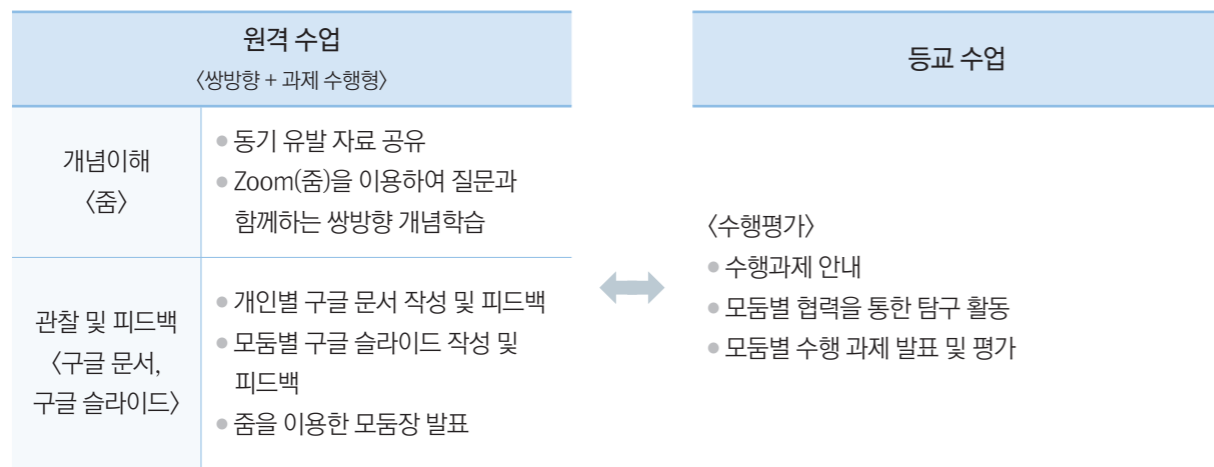 원격 수업
〈쌍방향 + 과제 수행형〉
개념이해
〈줌〉
● 동기 유발 자료 공유
● Zoom(줌)을 이용하여 질문과
함께하는 쌍방향 개념학습
관찰 및 피드백
〈구글 문서,
구글 슬라이드〉
● 개인별 구글 문서 작성 및 피드백
● 모둠별 구글 슬라이드 작성 및
피드백
● 줌을 이용한 모둠장 발표
등교 수업
〈수행평가〉
● 수행과제 안내
● 모둠별 협력을 통한 탐구 활동
● 모둠별 수행 과제 발표 및 평가